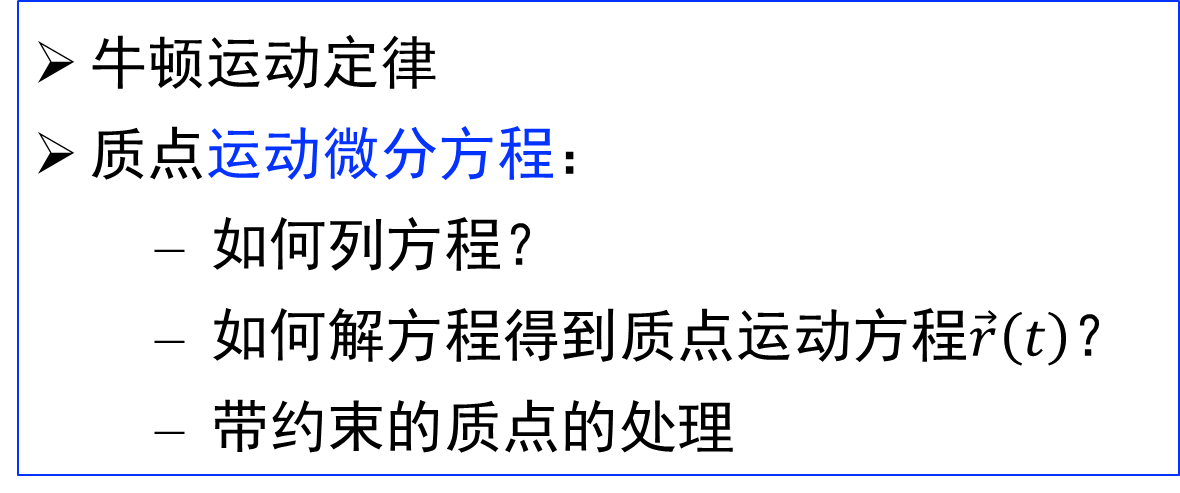 ➢ 牛顿运动定律
➢ 质点运动微分方程：
– 如何列方程？
– 如何解方程得到质点运动方程r⃗(t)？
– 带约束的质点的处理